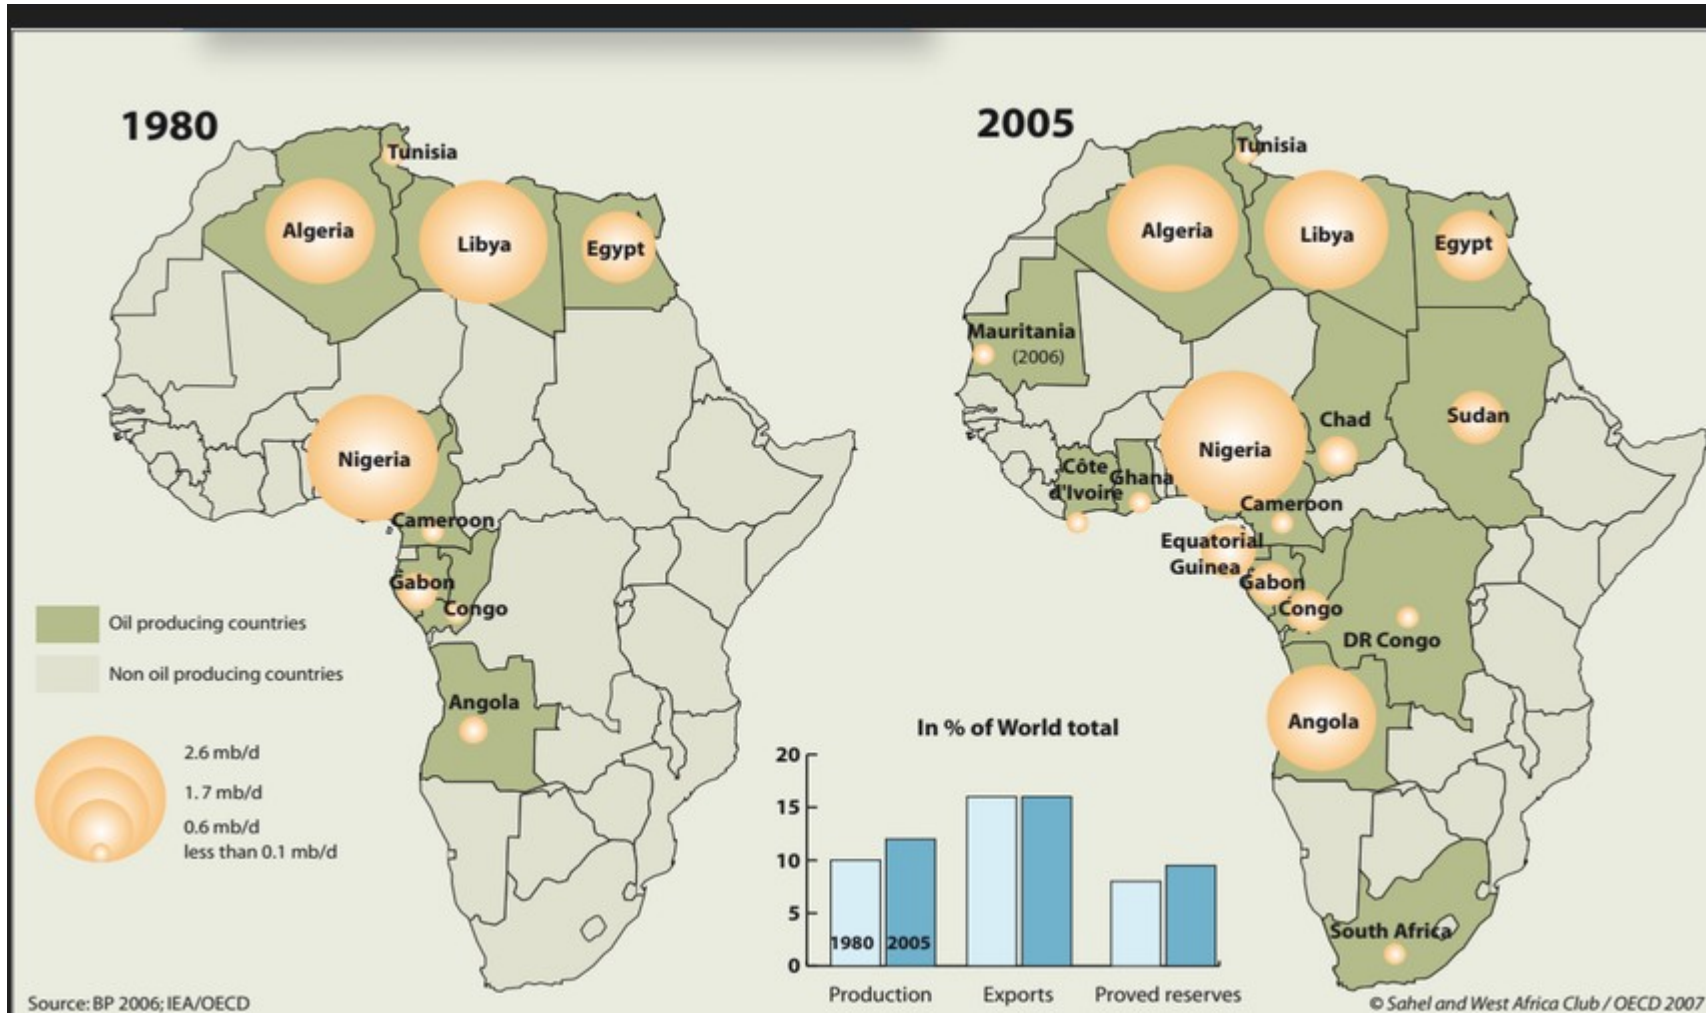 1980
Tunisia
Algeria
Libya
Egypt
Nigeria
Cameroon
Gabon
Congo
Angola
Oil producing countries
Non oil producing countries
2.6 mb/d
1.7 mb/d
0.6 mb/d
less than 0.1 mb/d
Source: BP 2006; IEA/OECD
2005
Tunisia
Algeria
Libya
Egypt
Mauritania
(2006)
Chad
Sudan
Nigeria
Côte
d'Ivoire
Ghana
Cameroon
Equatorial
Guinea
Gabon
Congo
DR Congo
Angola
South Africa
In % of World total
20
15
10
5
0
1980 2005
Production Exports Proved reserves
© Sahel and West Africa Club / OECD 2007